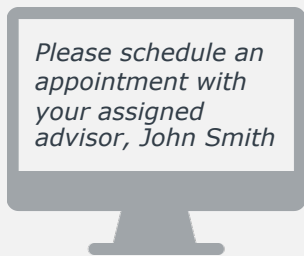 Please schedule an
appointment with
your assigned
advisor, John Smith